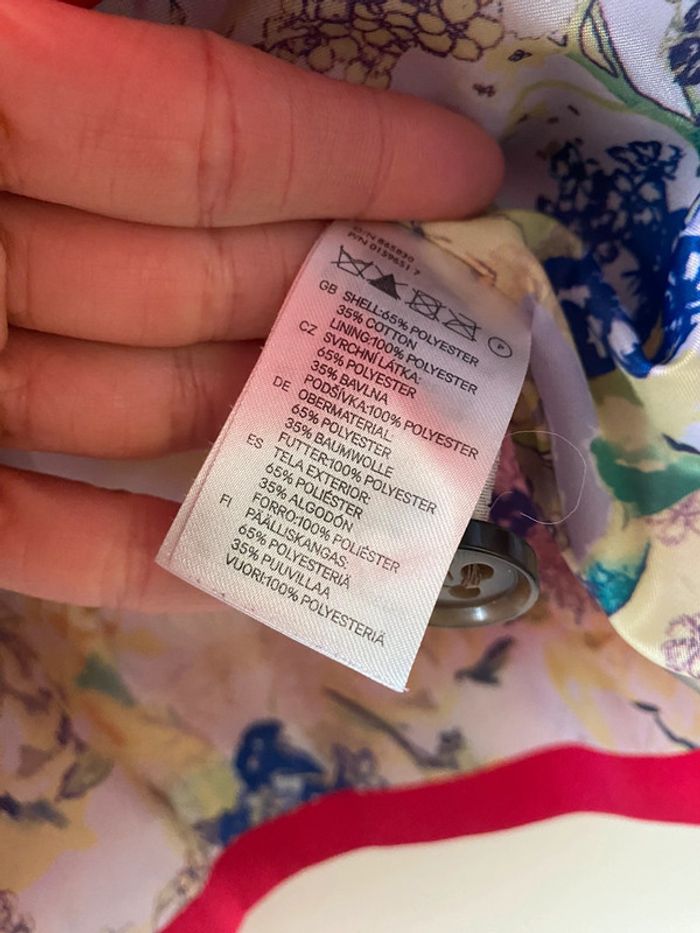 P/N 0159651 7
P
GB SHELL:65% POLYESTER
35% COTTON
LINING:100% POLYESTER
CZ SVRCHNÍ LÁTKA:
65% POLYESTER
35% BAVLNA
PODŠÍVKA:100% POLYESTER
DE OBERMATERIAL:
65% POLYESTER
35% BAUMWOLLE
FUTTER:100% POLYESTER
ES TELA EXTERIOR:
65% POLIÉSTER
35% ALGODÓN
FORRO:100% POLIÉSTER
FI PÄÄLLISKANGAS:
65% POLYESTERIÄ
35% PUUVILLAA
VUORI:100% POLYESTERIÄ